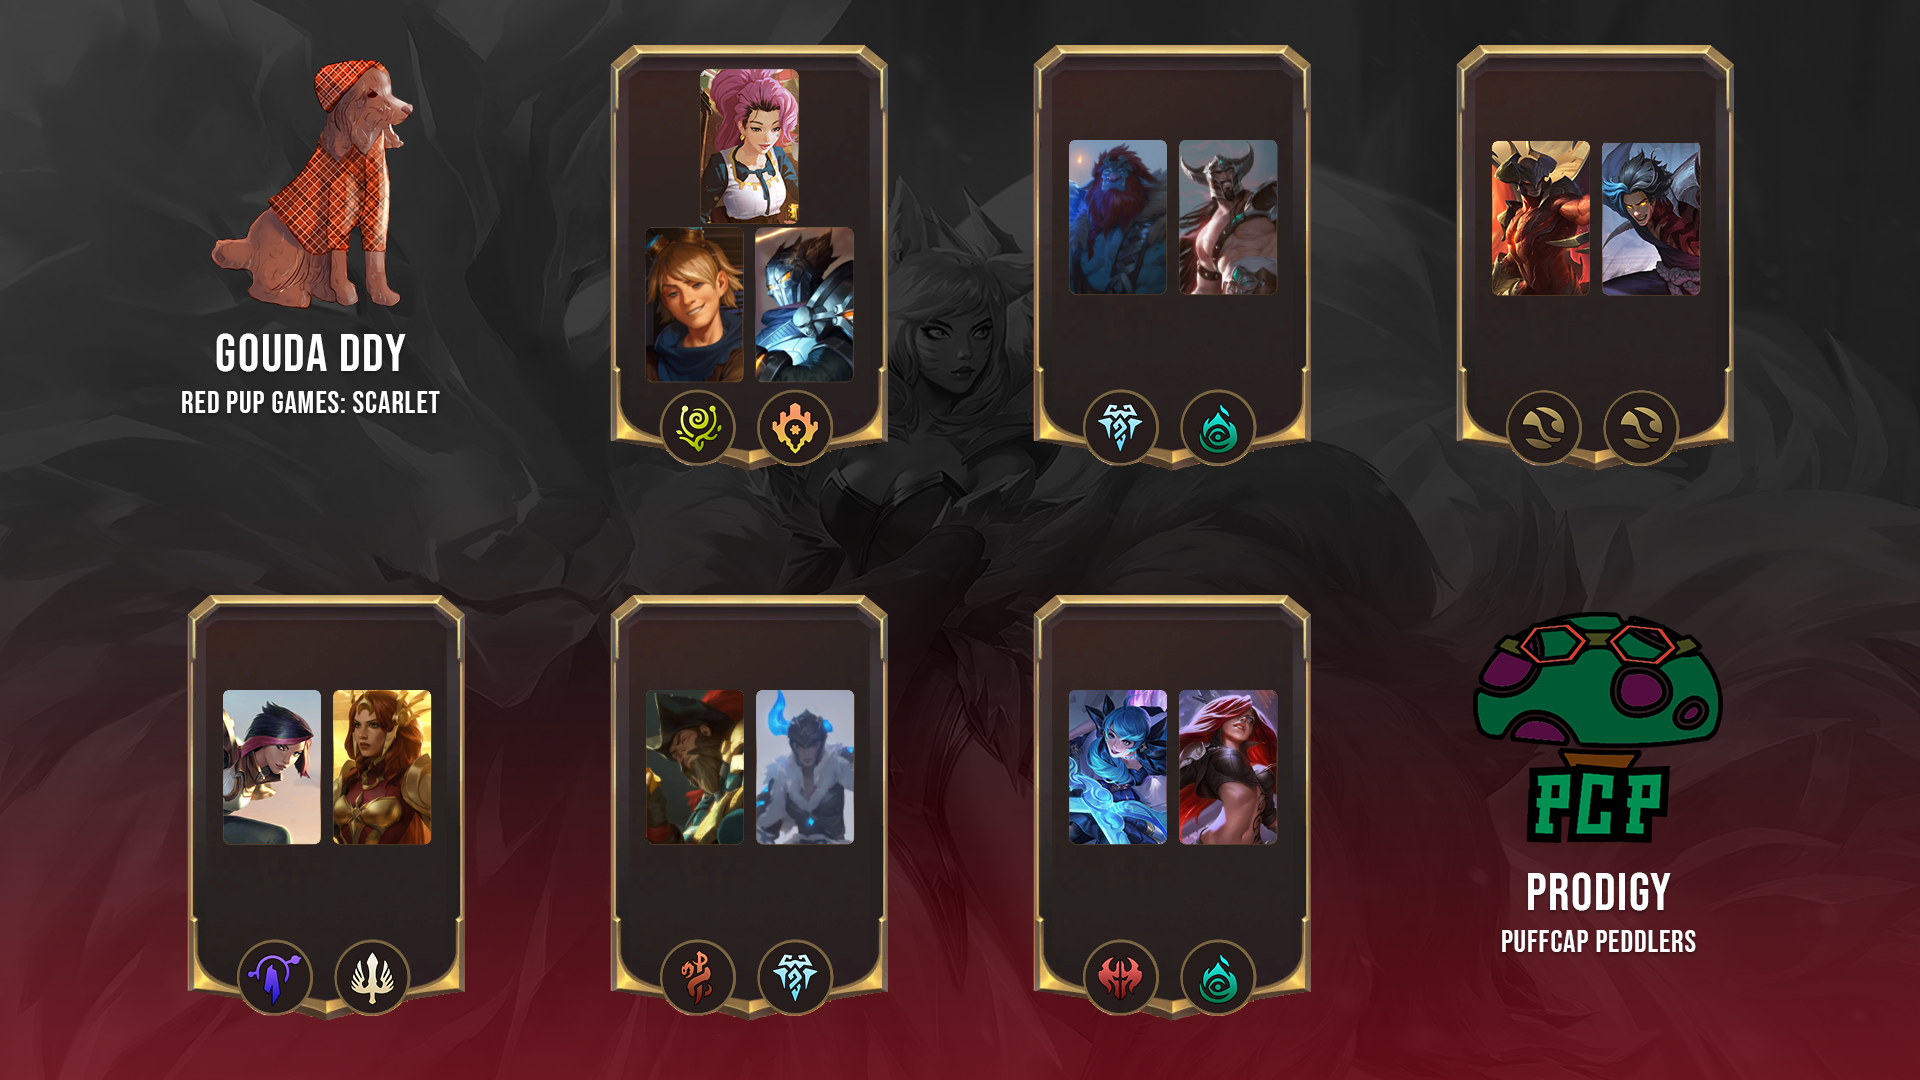 GOUDA DDY
RED PUP GAMES: SCARLET
PCP
PRODIGY
PUFFCAP PEDDLERS